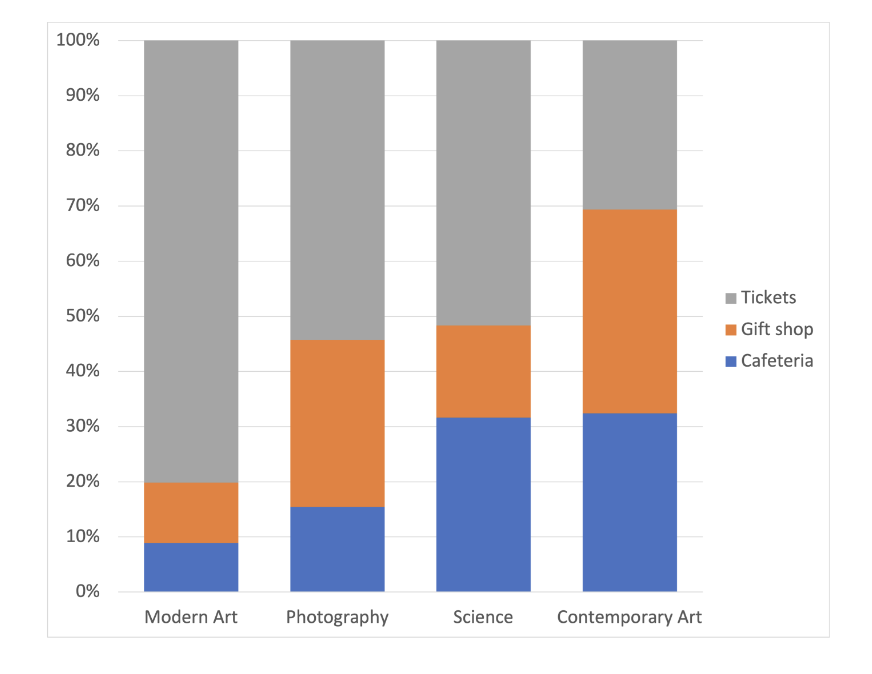 100%
90%
80%
70%
60%
50%
40%
30%
20%
10%
0%
Modern Art Photography Science Contemporary Art
Tickets
Gift shop
Cafeteria